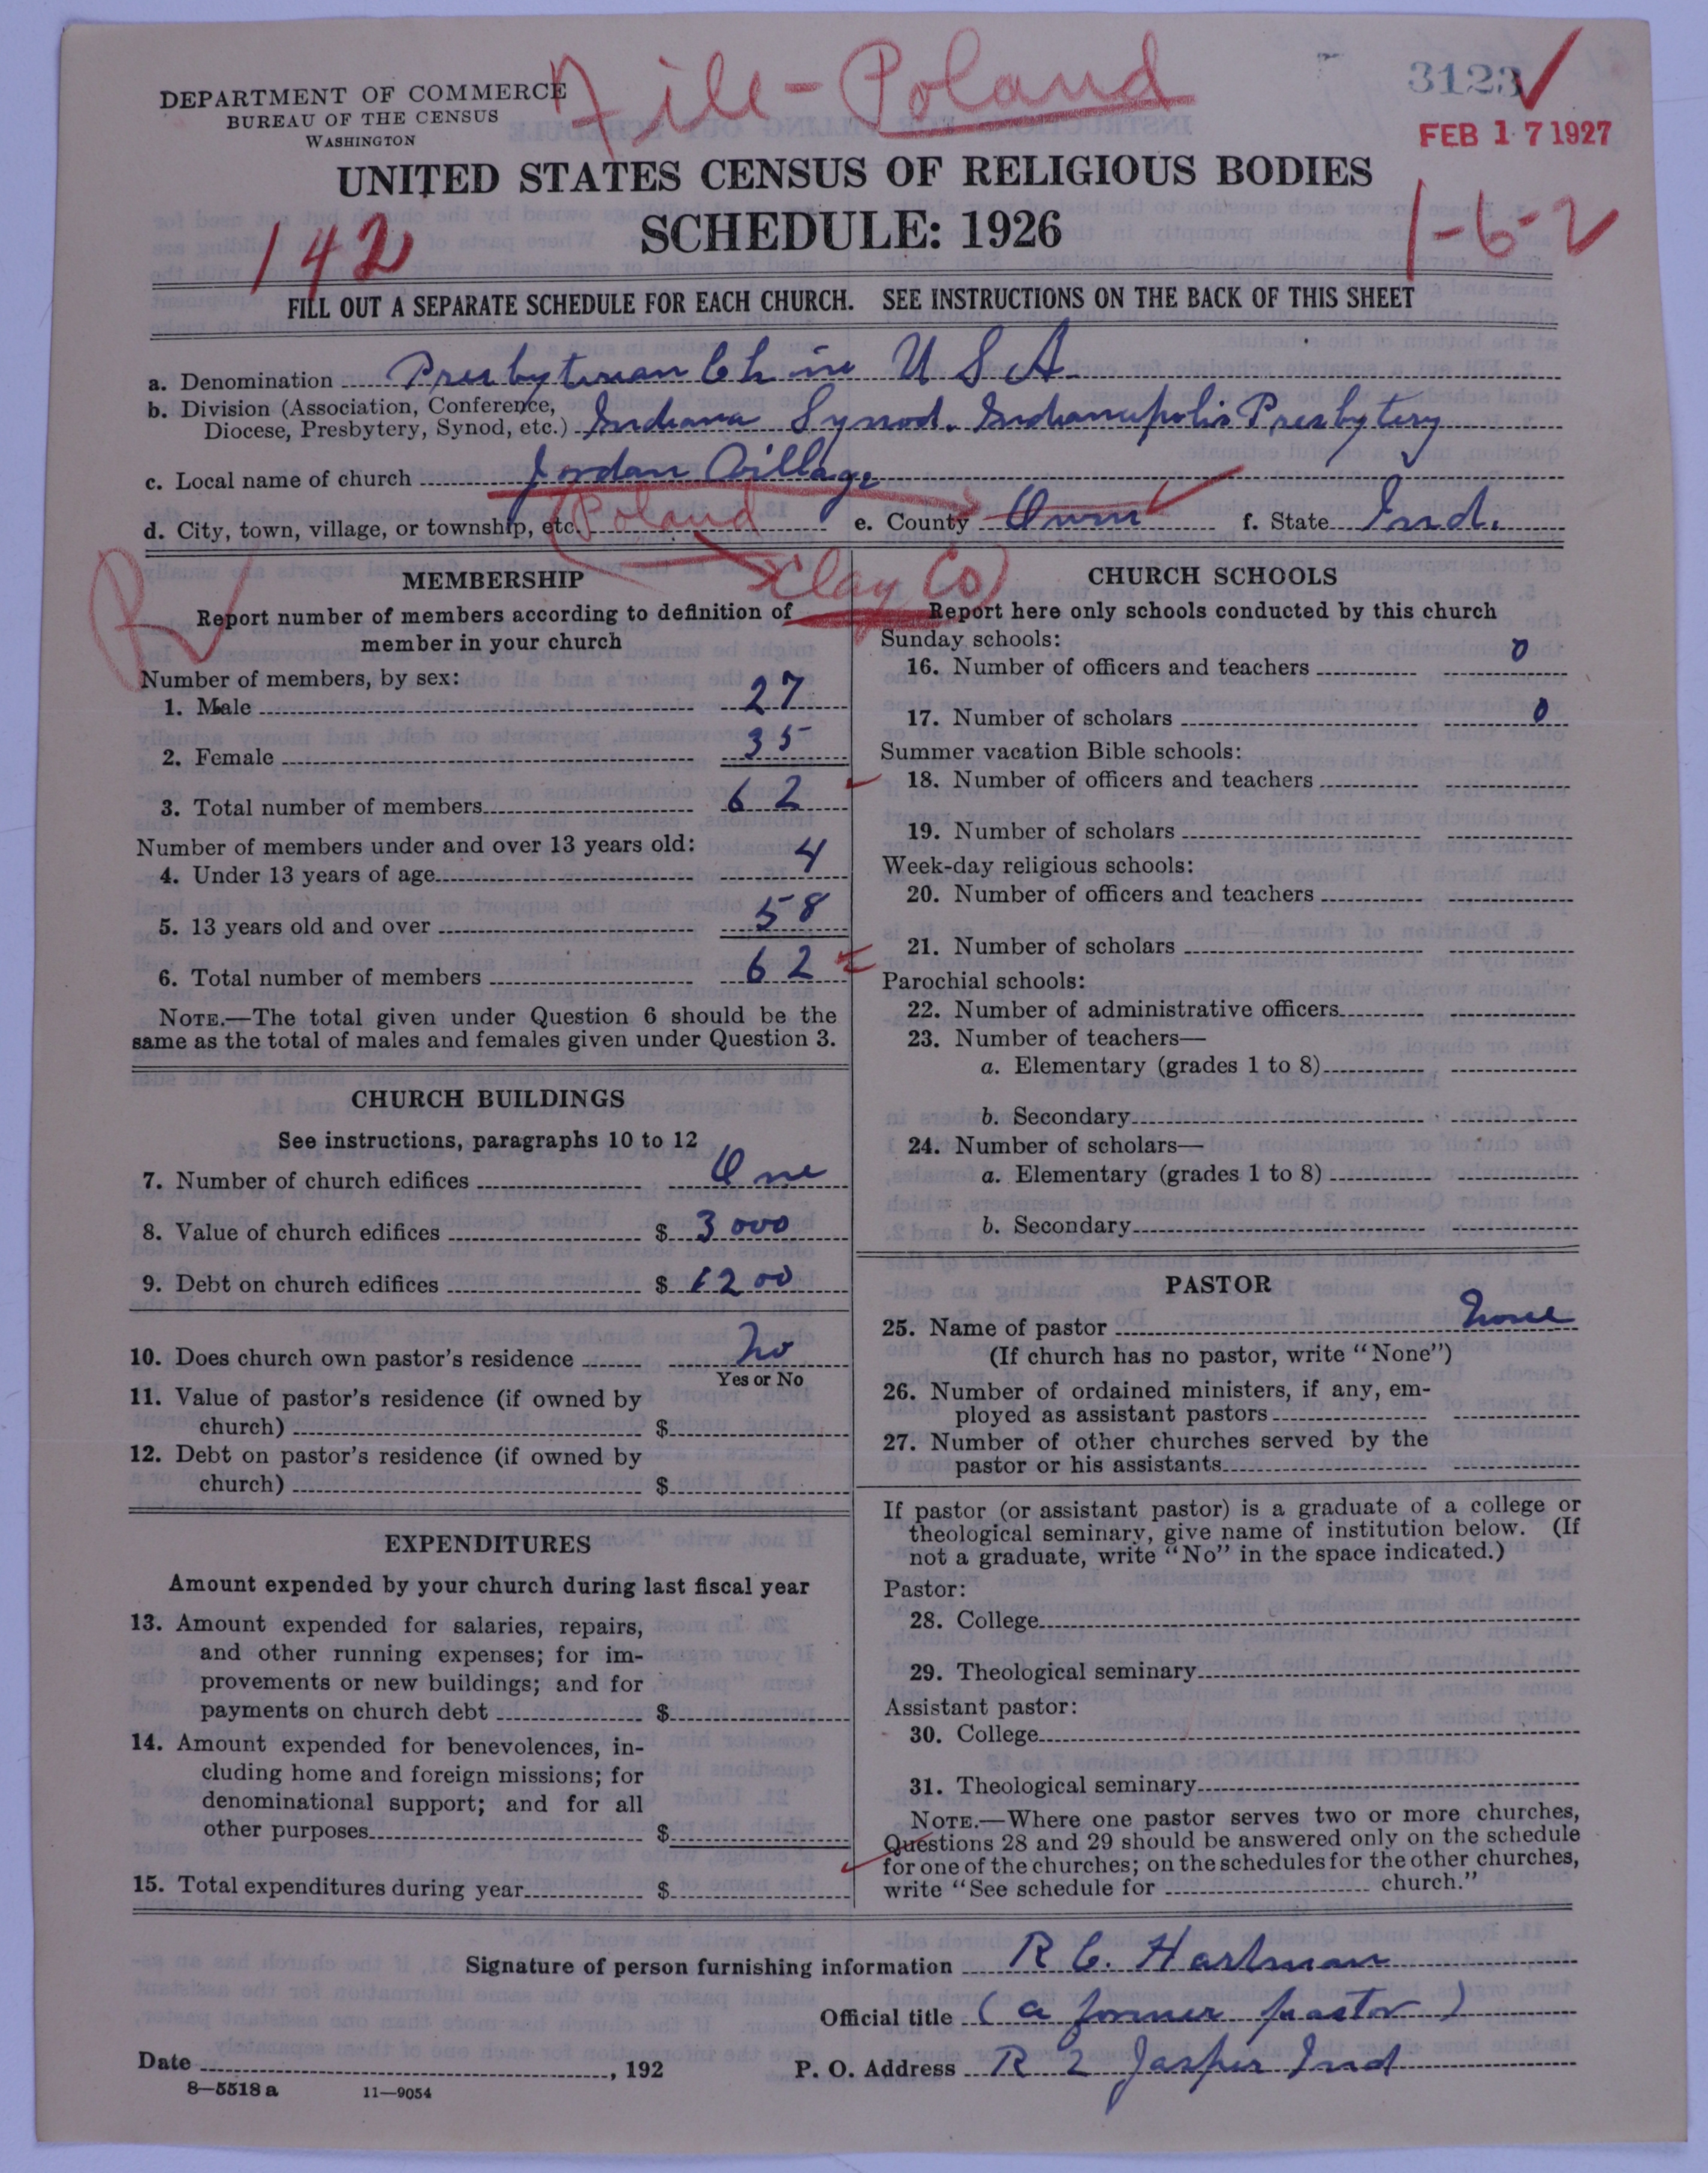 File - Poland
3123
DEPARTMENT OF COMMERCE
BUREAU OF THE CENSUS
WASHINGTON
FEB 17 1927
UNITED STATES CENSUS OF RELIGIOUS BODIES
SCHEDULE: 1926
142
1-6-2
FILL OUT A SEPARATE SCHEDULE FOR EACH CHURCH. SEE INSTRUCTIONS ON THE BACK OF THIS SHEET
a. Denomination Presbyterian Ch in U S A
b. Division (Association, Conference,
Diocese, Presbytery, Synod, etc.) Indiana Synod. Indianapolis Presbytery
c. Local name of church Jordan Village
d. City, town, village, or township, etc. (Poland e. County Owen f. State Ind.
Clay Co)
R
MEMBERSHIP
Report number of members according to definition of
member in your church
Number of members, by sex:
1. Male 27
2. Female 35
3. Total number of members 62
Number of members under and over 13 years old:
4. Under 13 years of age 4
5. 13 years old and over 58
6. Total number of members 62
NOTE.—The total given under Question 6 should be the
same as the total of males and females given under Question 3.
CHURCH BUILDINGS
See instructions, paragraphs 10 to 12
7. Number of church edifices One
8. Value of church edifices $ 3000
9. Debt on church edifices $ 1200
10. Does church own pastor's residence No
Yes or No
11. Value of pastor's residence (if owned by
church) $
12. Debt on pastor's residence (if owned by
church) $
EXPENDITURES
Amount expended by your church during last fiscal year
13. Amount expended for salaries, repairs,
and other running expenses; for im-
provements or new buildings; and for
payments on church debt $
14. Amount expended for benevolences, in-
cluding home and foreign missions; for
denominational support; and for all
other purposes $
15. Total expenditures during year $
CHURCH SCHOOLS
Report here only schools conducted by this church
Sunday schools:
16. Number of officers and teachers 0
17. Number of scholars 0
Summer vacation Bible schools:
18. Number of officers and teachers
19. Number of scholars
Week-day religious schools:
20. Number of officers and teachers
21. Number of scholars
Parochial schools:
22. Number of administrative officers
23. Number of teachers—
a. Elementary (grades 1 to 8)
b. Secondary
24. Number of scholars—
a. Elementary (grades 1 to 8)
b. Secondary
PASTOR
25. Name of pastor None
(If church has no pastor, write "None")
26. Number of ordained ministers, if any, em-
ployed as assistant pastors
27. Number of other churches served by the
pastor or his assistants
If pastor (or assistant pastor) is a graduate of a college or
theological seminary, give name of institution below. (If
not a graduate, write "No" in the space indicated.)
Pastor:
28. College
29. Theological seminary
Assistant pastor:
30. College
31. Theological seminary
NOTE.—Where one pastor serves two or more churches,
Questions 28 and 29 should be answered only on the schedule
for one of the churches; on the schedules for the other churches,
write "See schedule for church."
Signature of person furnishing information R C. Hartman
Official title (a former pastor)
Date , 192 P. O. Address R 2 Jasper Ind
8—5518 a 11—9054